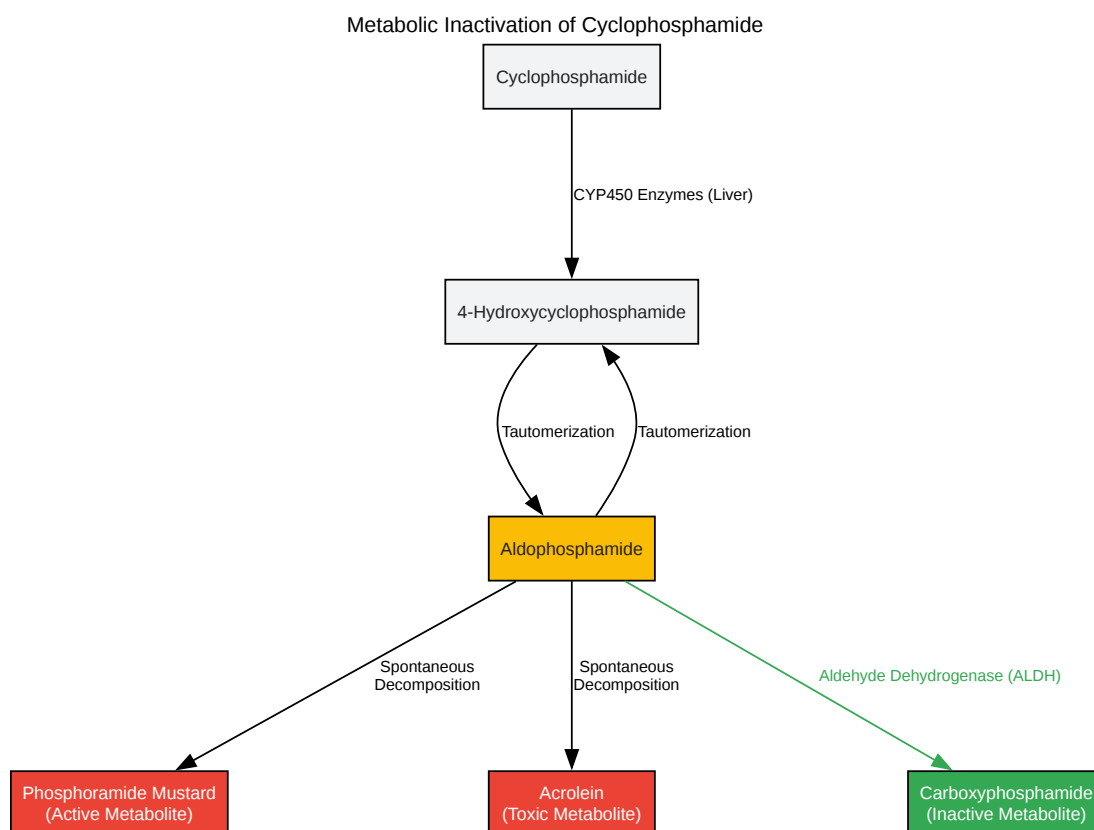 Metabolic Inactivation of Cyclophosphamide
Cyclophosphamide
CYP450 Enzymes (Liver)
4-Hydroxycyclophosphamide
Tautomerization
Tautomerization
Aldophosphamide
Spontaneous
Decomposition
Spontaneous
Decomposition
Aldehyde Dehydrogenase (ALDH)
Phosphoramide Mustard
(Active Metabolite)
Acrolein
(Toxic Metabolite)
Carboxyphosphamide
(Inactive Metabolite)